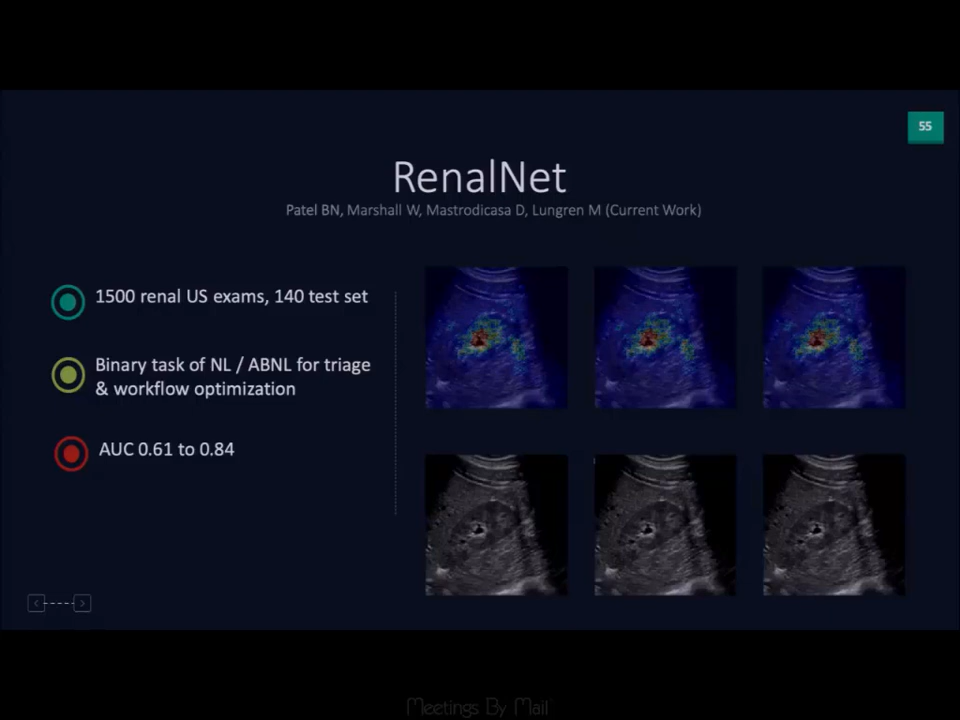 55
RenalNet
Patel BN, Marshall W, Mastrodicasa D, Lungren M (Current Work)
1500 renal US exams, 140 test set
Binary task of NL / ABNL for triage
& workflow optimization
AUC 0.61 to 0.84
Meetings By Mail